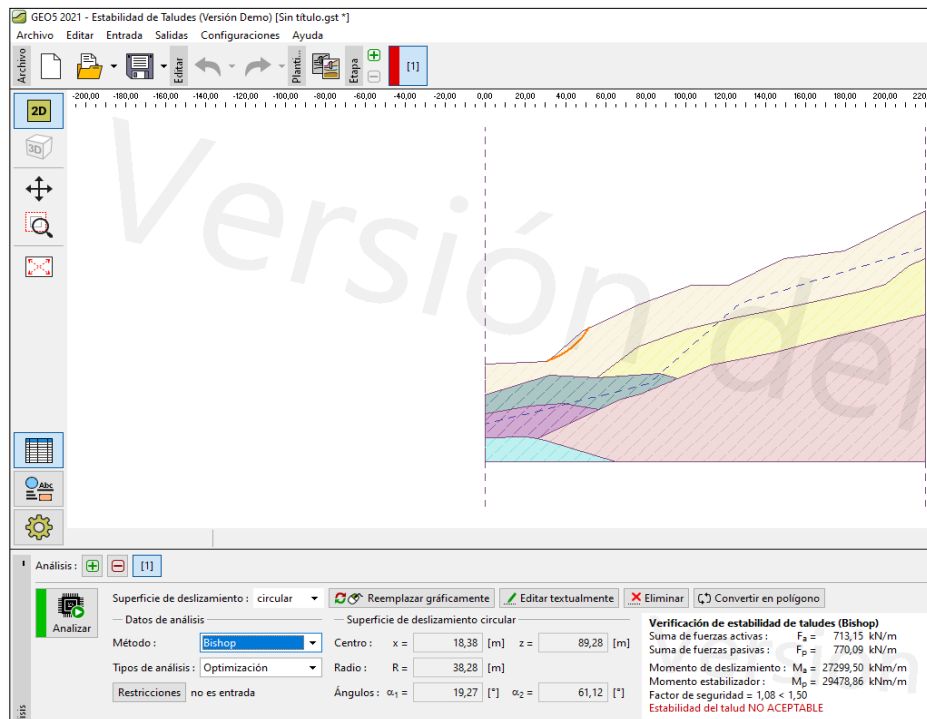 GEO5 2021 - Estabilidad de Taludes (Versión Demo) [Sin título.gst *]
Archivo Editar Entrada Salidas Configuraciones Ayuda
Archivo
Editar
Planti...
Etapa
[1]
2D
3D
-200,00 -180,00 -160,00 -140,00 -120,00 -100,00 -80,00 -60,00 -40,00 -20,00 0,00 20,00 40,00 60,00 80,00 100,00 120,00 140,00 160,00 180,00 200,00 220
Versión der
Abc
Análisis : [1]
Analizar
Superficie de deslizamiento : circular Reemplazar gráficamente Editar textualmente Eliminar Convertir en polígono
Datos de análisis
Método : Bishop
Tipos de análisis : Optimización
Restricciones no es entrada
Superficie de deslizamiento circular
Centro : x = 18,38 [m] z = 89,28 [m]
Radio : R = 38,28 [m]
Ángulos : α1 = 19,27 [°] α2 = 61,12 [°]
Verificación de estabilidad de taludes (Bishop)
Suma de fuerzas activas : Fa = 713,15 kN/m
Suma de fuerzas pasivas : Fp = 770,09 kN/m
Momento de deslizamiento : Ma = 27299,50 kNm/m
Momento estabilizador : Mp = 29478,86 kNm/m
Factor de seguridad = 1,08 < 1,50
Estabilidad del talud NO ACEPTABLE
versión